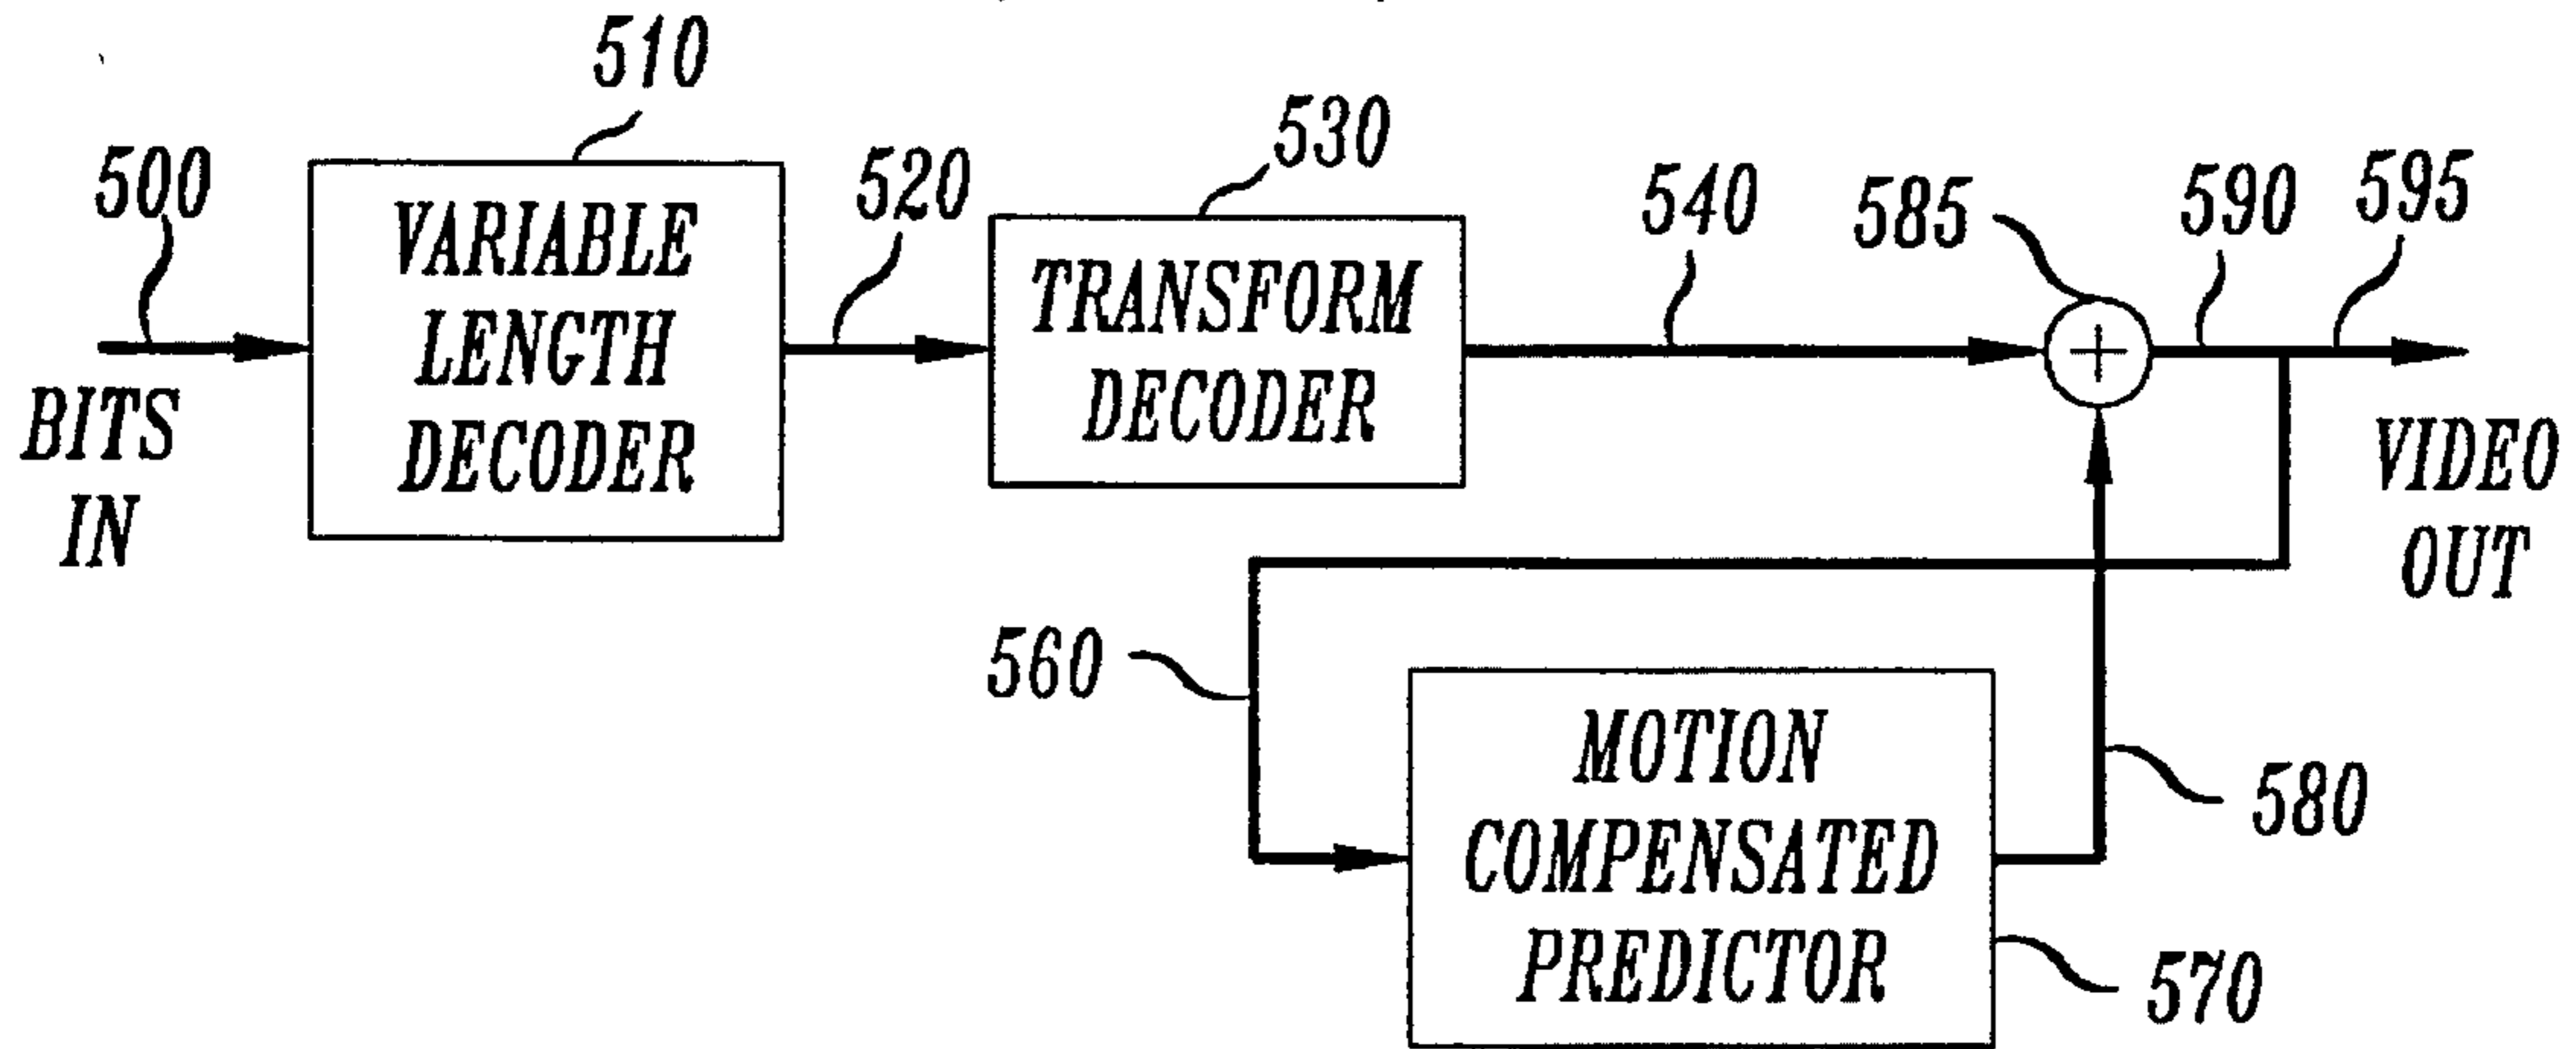 510
530
500
520
540
585
590
595
VARIABLE
LENGTH
DECODER
TRANSFORM
DECODER
+
BITS
IN
VIDEO
OUT
560
MOTION
COMPENSATED
PREDICTOR
580
570